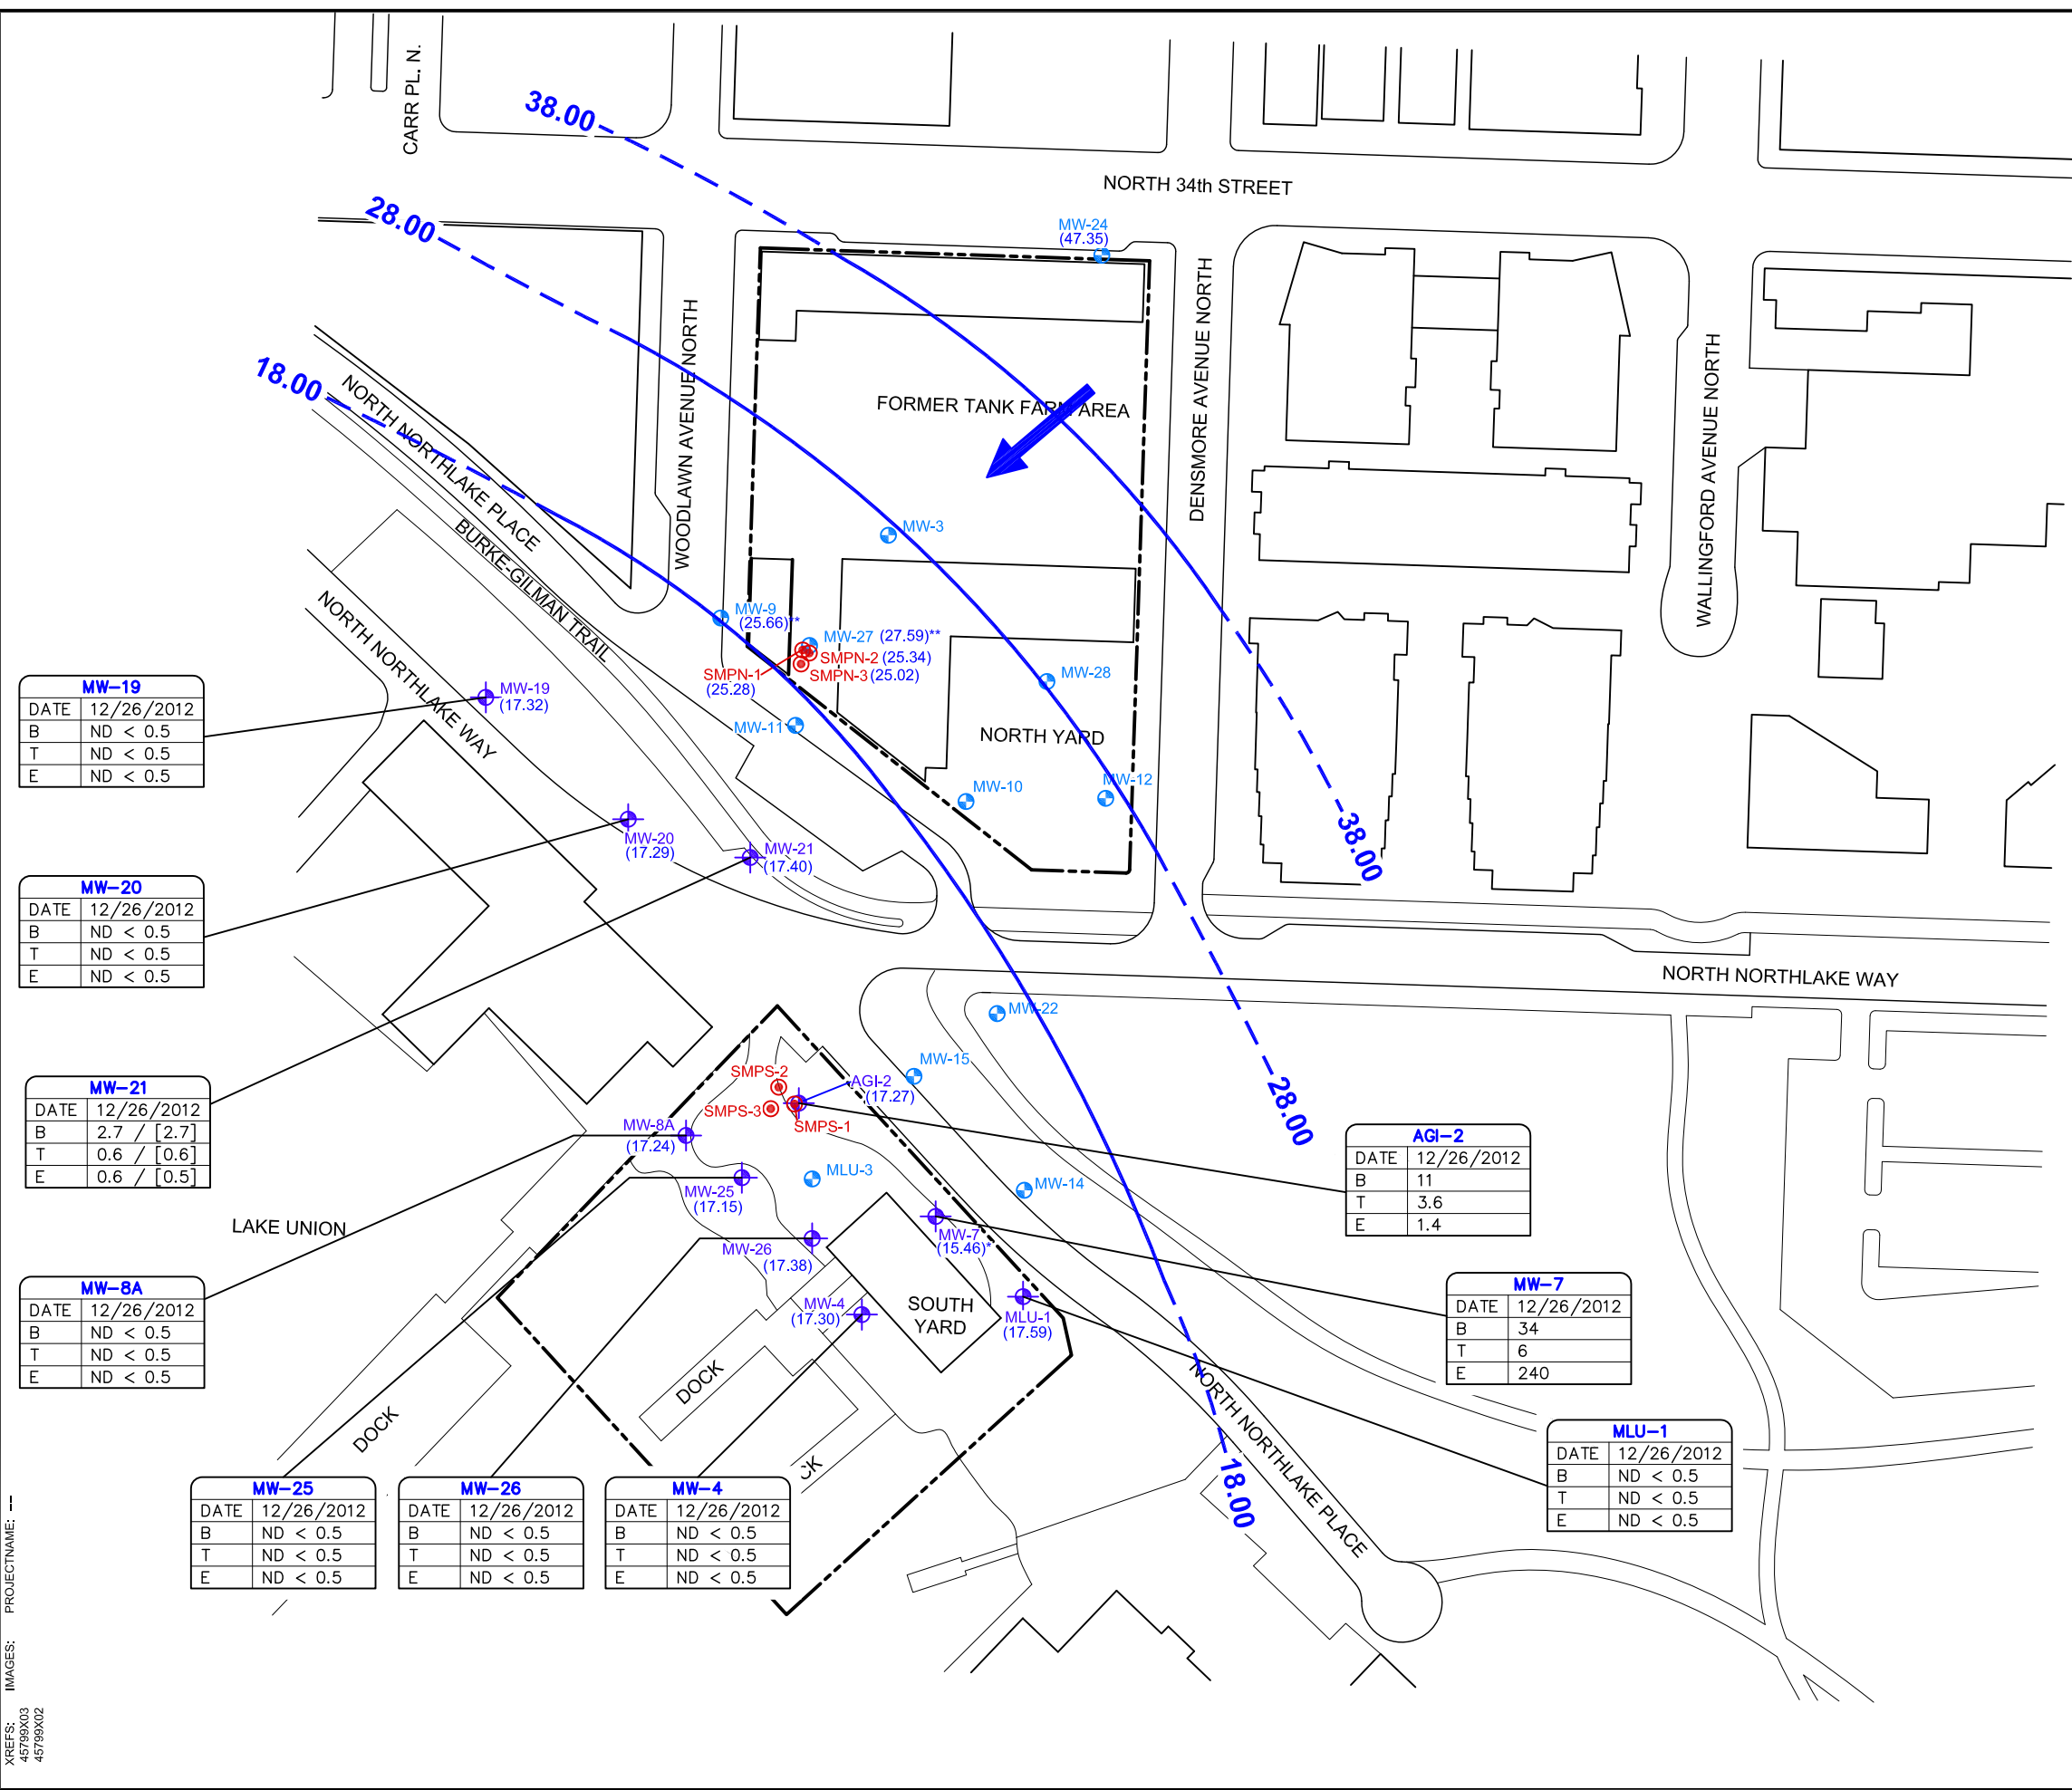 CARR PL. N.
38.00
NORTH 34th STREET
28.00
MW-24
(47.35)
18.00
NORTH NORTHLAKE PLACE
WOODLAWN AVENUE NORTH
FORMER TANK FARM AREA
DENSMORE AVENUE NORTH
WALLINGFORD AVENUE NORTH
BURKE-GILMAN TRAIL
MW-3
NORTH NORTHLAKE WAY
MW-9
(25.66)**
MW-27 (27.59)**
SMPN-2 (25.34)
SMPN-1
(25.28)
SMPN-3 (25.02)
MW-28
MW-19
(17.32)
MW-11
NORTH YARD
MW-10
MW-12
38.00
MW-20
(17.29)
MW-21
(17.40)
NORTH NORTHLAKE WAY
MW-22
MW-15
28.00
SMPS-2
AGI-2
(17.27)
SMPS-3
SMPS-1
MW-8A
(17.24)
MLU-3
MW-25
(17.15)
MW-14
MW-7
(15.46)*
MW-26
(17.38)
LAKE UNION
MW-4
(17.30)
SOUTH
YARD
MLU-1
(17.59)
DOCK
DOCK
NORTH NORTHLAKE PLACE
18.00
CK
MW-19
DATE 12/26/2012
B ND < 0.5
T ND < 0.5
E ND < 0.5
MW-20
DATE 12/26/2012
B ND < 0.5
T ND < 0.5
E ND < 0.5
MW-21
DATE 12/26/2012
B 2.7 / [2.7]
T 0.6 / [0.6]
E 0.6 / [0.5]
MW-8A
DATE 12/26/2012
B ND < 0.5
T ND < 0.5
E ND < 0.5
MW-25
DATE 12/26/2012
B ND < 0.5
T ND < 0.5
E ND < 0.5
MW-26
DATE 12/26/2012
B ND < 0.5
T ND < 0.5
E ND < 0.5
MW-4
DATE 12/26/2012
B ND < 0.5
T ND < 0.5
E ND < 0.5
AGI-2
DATE 12/26/2012
B 11
T 3.6
E 1.4
MW-7
DATE 12/26/2012
B 34
T 6
E 240
MLU-1
DATE 12/26/2012
B ND < 0.5
T ND < 0.5
E ND < 0.5
XREFS: IMAGES: PROJECTNAME: ---
45799X03
45799X02